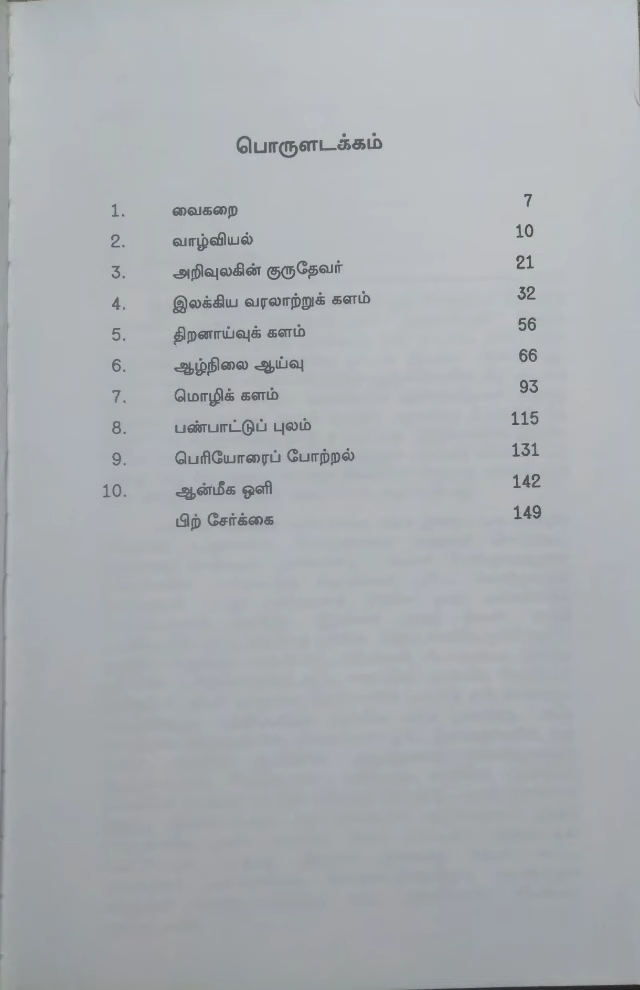 பொருளடக்கம்
1. வைகறை 7
2. வாழ்வியல் 10
3. அறிவுலகின் குருதேவர் 21
4. இலக்கிய வரலாற்றுக் களம் 32
5. திறனாய்வுக் களம் 56
6. ஆழ்நிலை ஆய்வு 66
7. மொழிக் களம் 93
8. பண்பாட்டுப் புலம் 115
9. பெரியோரைப் போற்றல் 131
10. ஆன்மீக ஒளி 142
பிற் சேர்க்கை 149